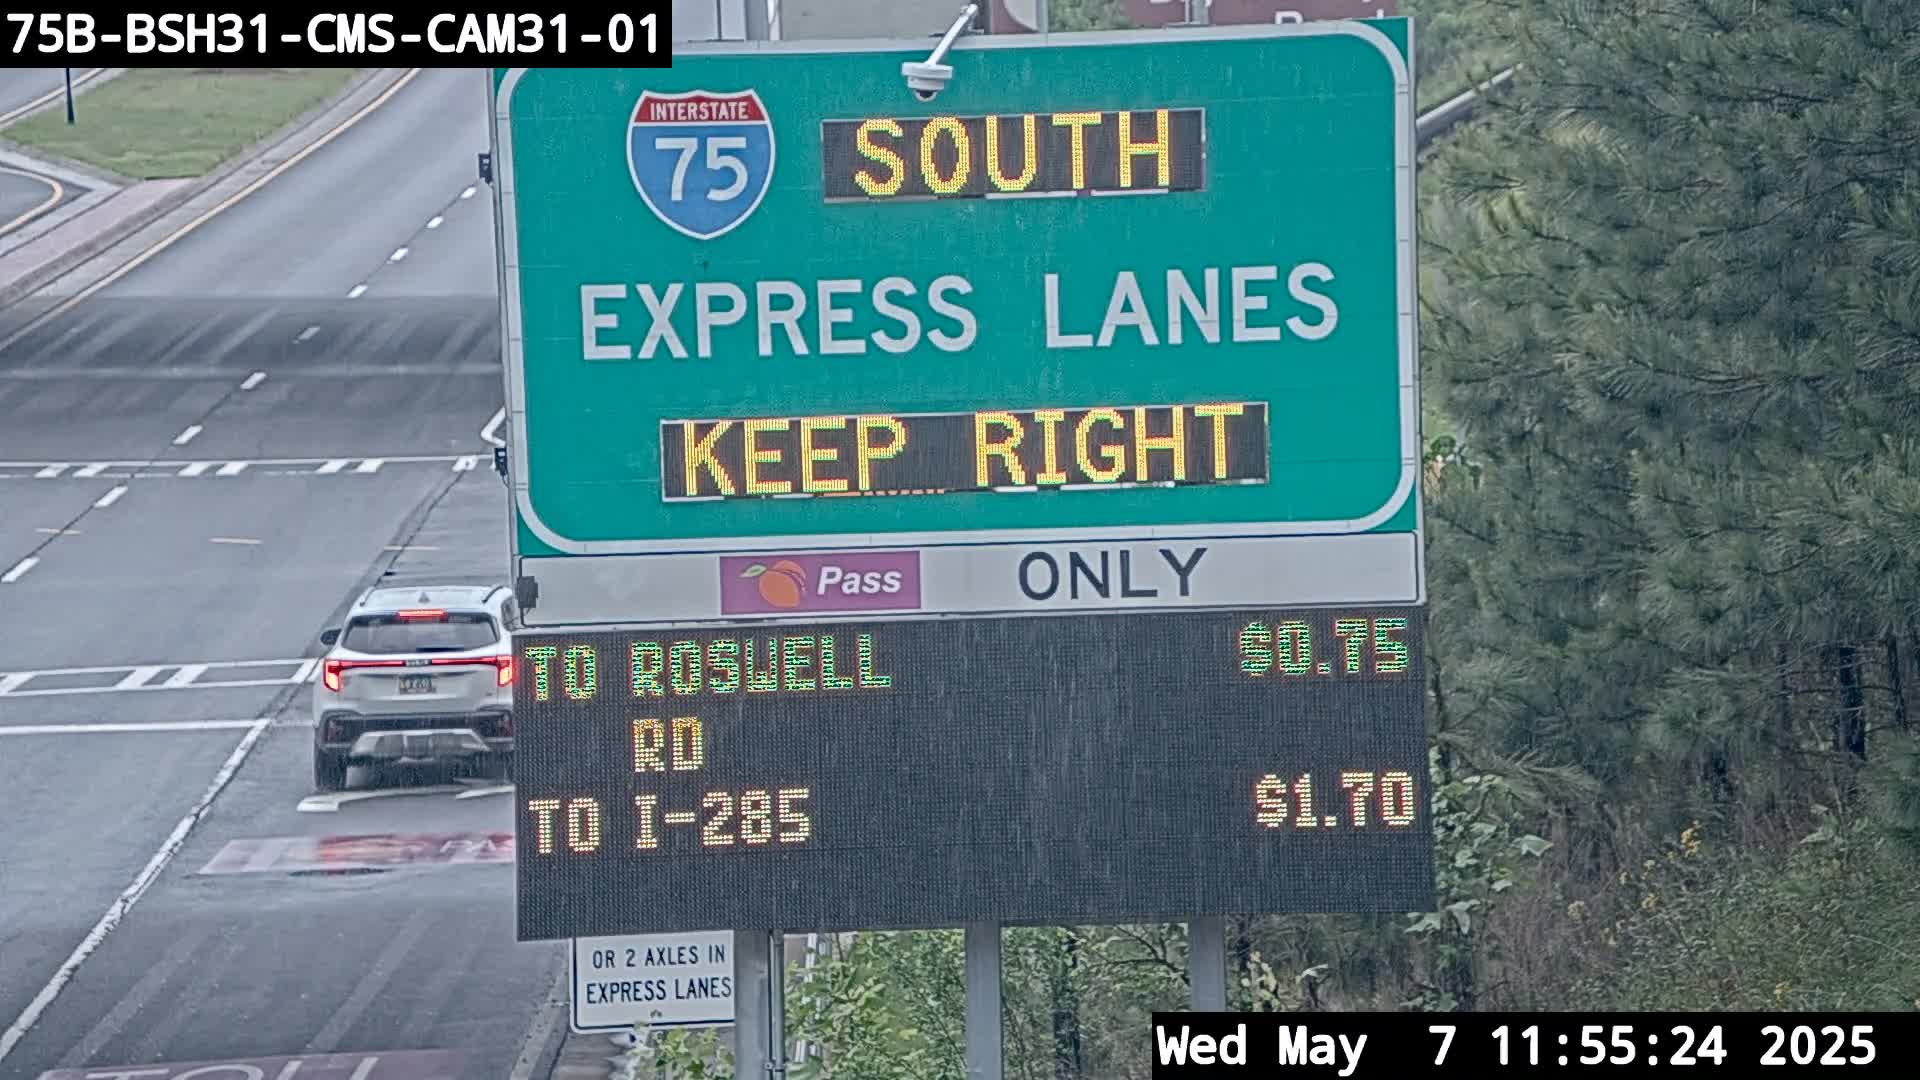 75B-BSH31-CMS-CAM31-01
INTERSTATE
75
SOUTH
EXPRESS LANES
KEEP RIGHT
Pass ONLY
TO ROSWELL $0.75
RD
TO I-285 $1.70
OR 2 AXLES IN
EXPRESS LANES
TOLL
Wed May 7 11:55:24 2025